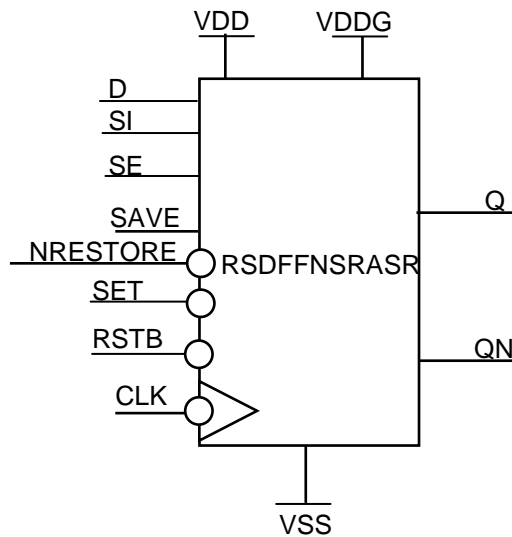 VDD
VDDG
D
SI
SE
SAVE
NRESTORE
SET
RSTB
CLK
RSDFFNSRASR
Q
QN
VSS